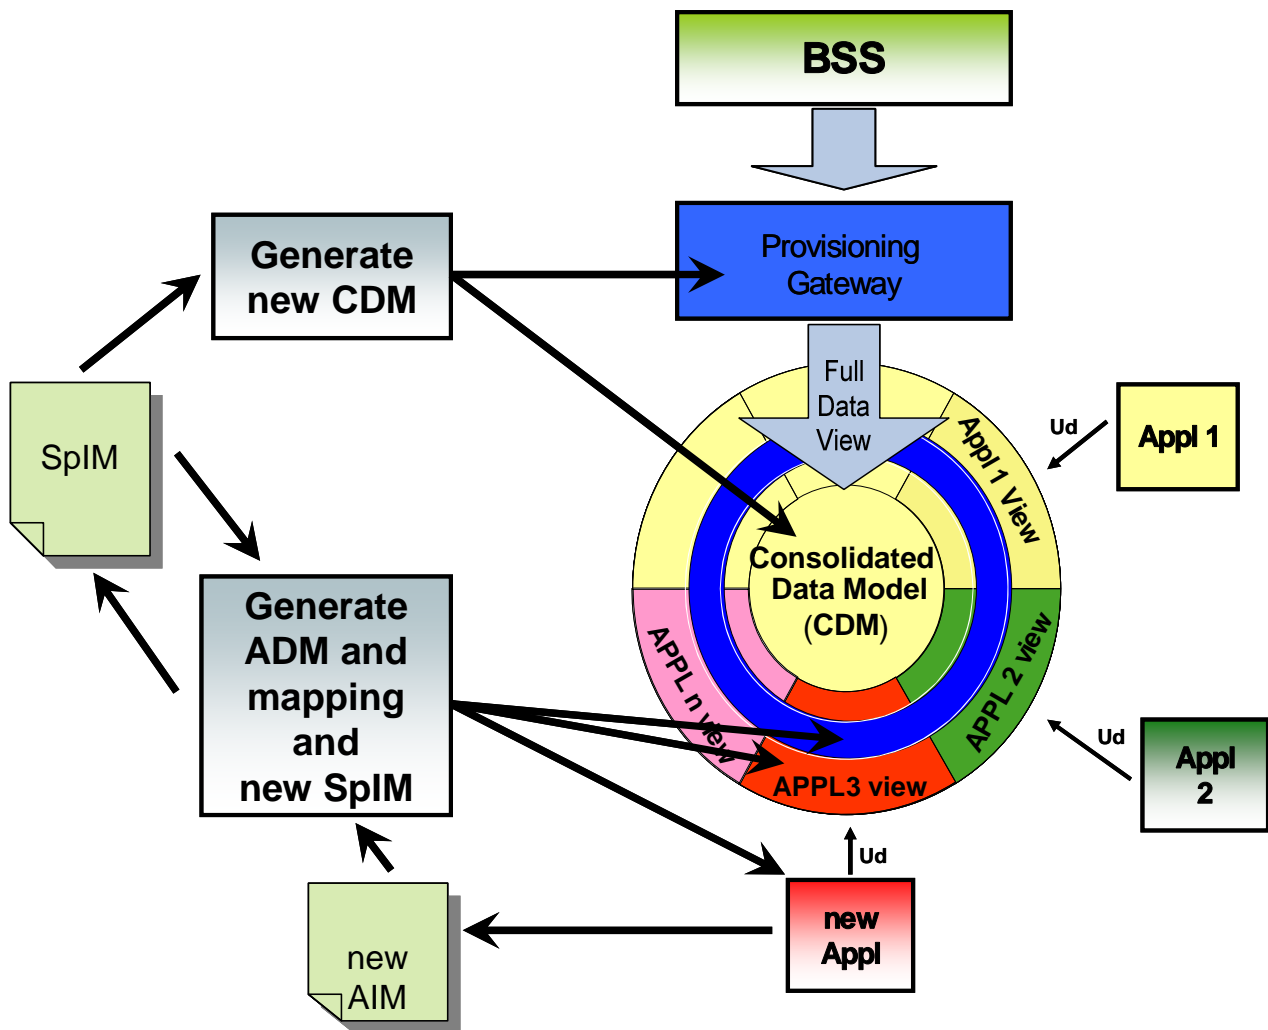 BSS
Provisioning
Gateway
Generate
new CDM
Full
Data
View
SpIM
Appl 1 View
Ud
Appl 1
Consolidated
Data Model
(CDM)
Generate
ADM and
mapping
and
new SpIM
APPL n view
APPL 2 view
APPL3 view
Ud
Appl
2
Ud
new
Appl
new
AIM